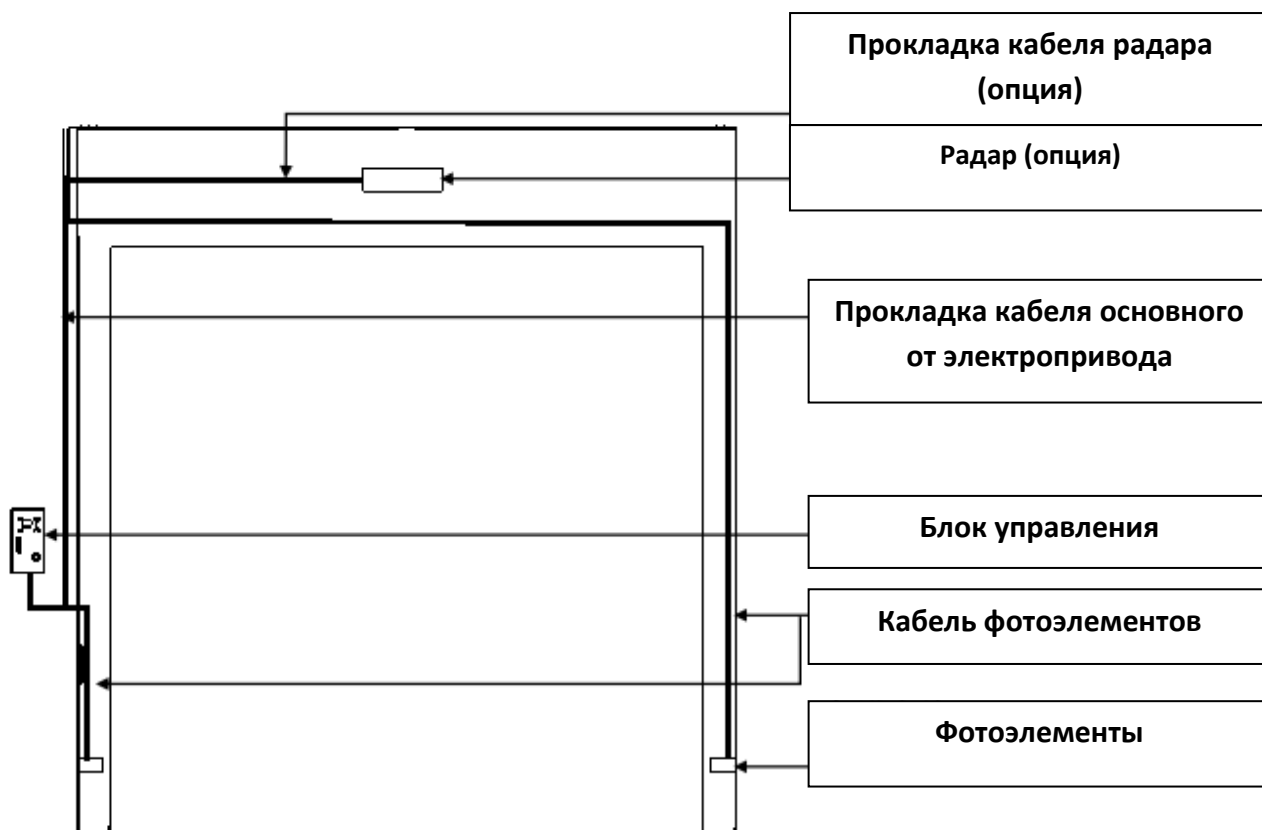 Прокладка кабеля радара
(опция)
Радар (опция)
Прокладка кабеля основного
от электропривода
Блок управления
Кабель фотоэлементов
Фотоэлементы